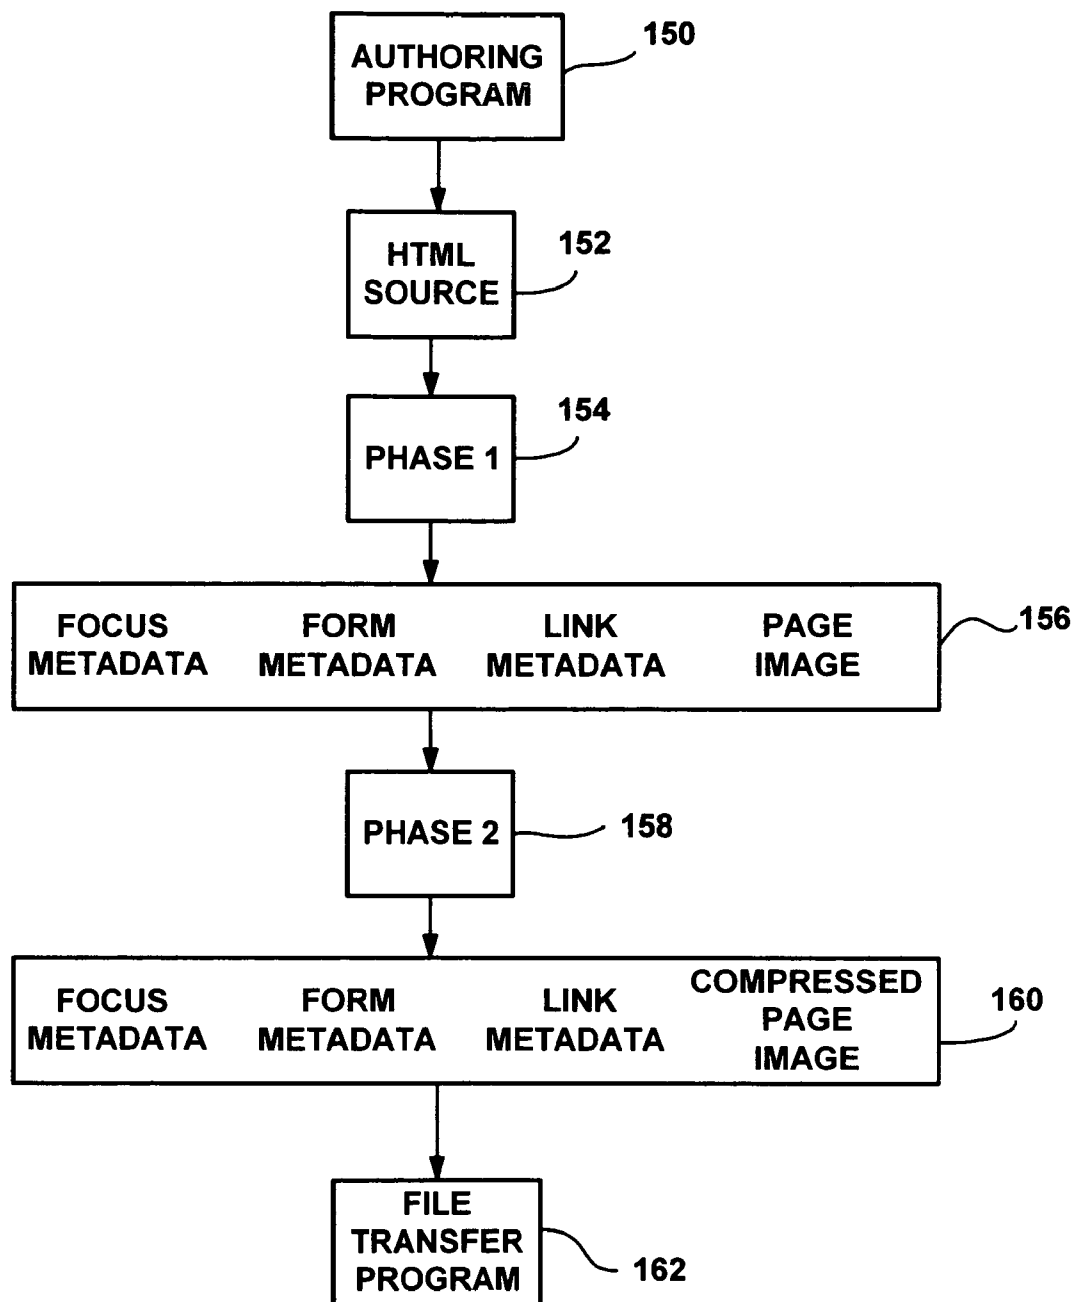 150
AUTHORING
PROGRAM
152
HTML
SOURCE
154
PHASE 1
156
FOCUS
METADATA
FORM
METADATA
LINK
METADATA
PAGE
IMAGE
158
PHASE 2
160
FOCUS
METADATA
FORM
METADATA
LINK
METADATA
COMPRESSED
PAGE
IMAGE
FILE
TRANSFER
PROGRAM
162